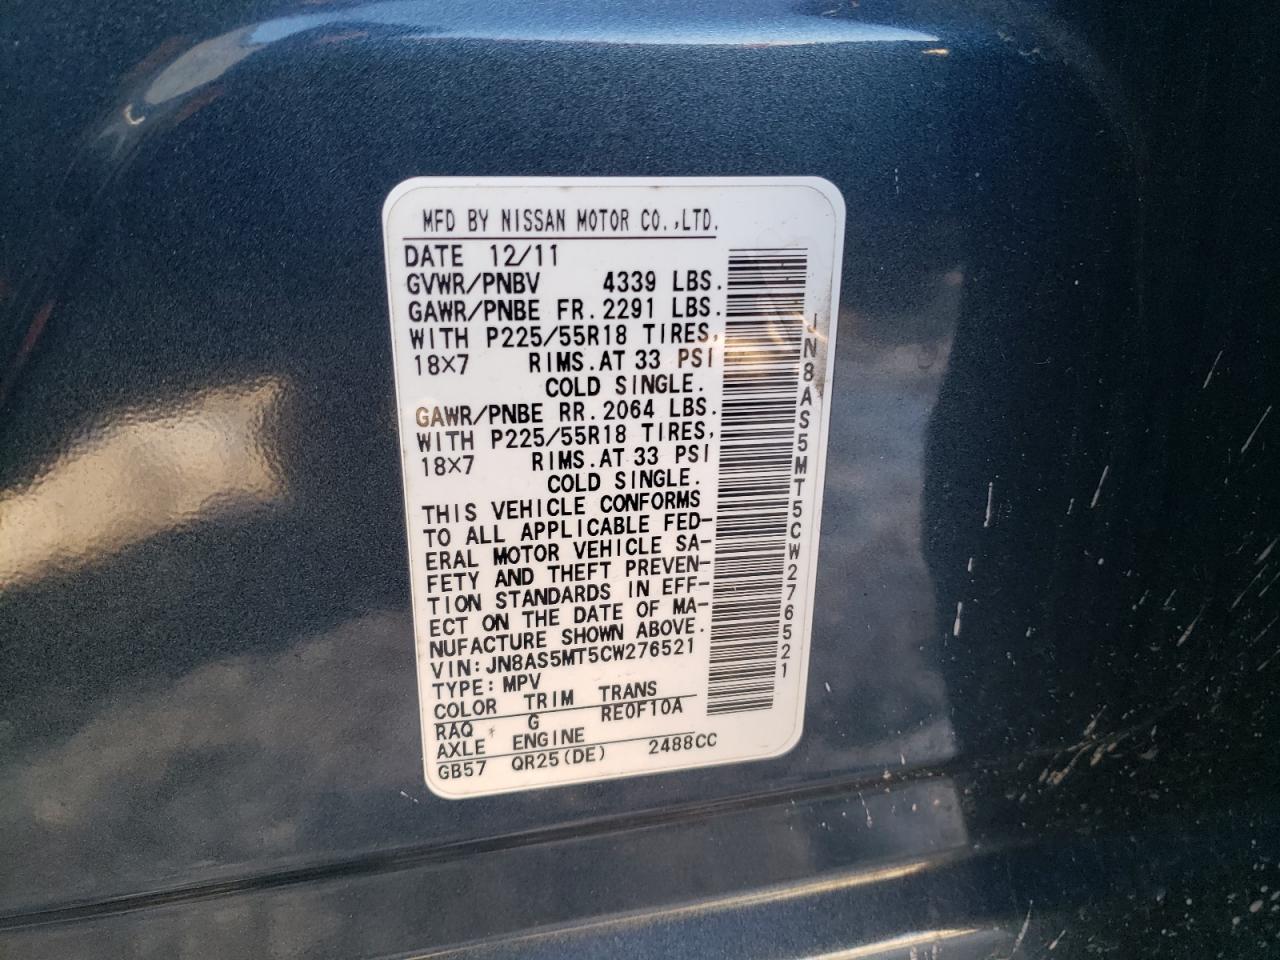 MFD BY NISSAN MOTOR CO.,LTD.
DATE 12/11
GVWR/PNBV 4339 LBS.
GAWR/PNBE FR. 2291 LBS.
WITH P225/55R18 TIRES,
18×7 RIMS.AT 33 PSI
COLD SINGLE.
GAWR/PNBE RR. 2064 LBS.
WITH P225/55R18 TIRES,
18×7 RIMS.AT 33 PSI
COLD SINGLE.
THIS VEHICLE CONFORMS
TO ALL APPLICABLE FED-
ERAL MOTOR VEHICLE SA-
FETY AND THEFT PREVEN-
TION STANDARDS IN EFF-
ECT ON THE DATE OF MA-
NUFACTURE SHOWN ABOVE.
VIN:JN8AS5MT5CW276521
TYPE:MPV
COLOR TRIM TRANS
RAQ * G RE0F10A
AXLE ENGINE
GB57 QR25(DE) 2488CC
JN8AS5MT5CW276521